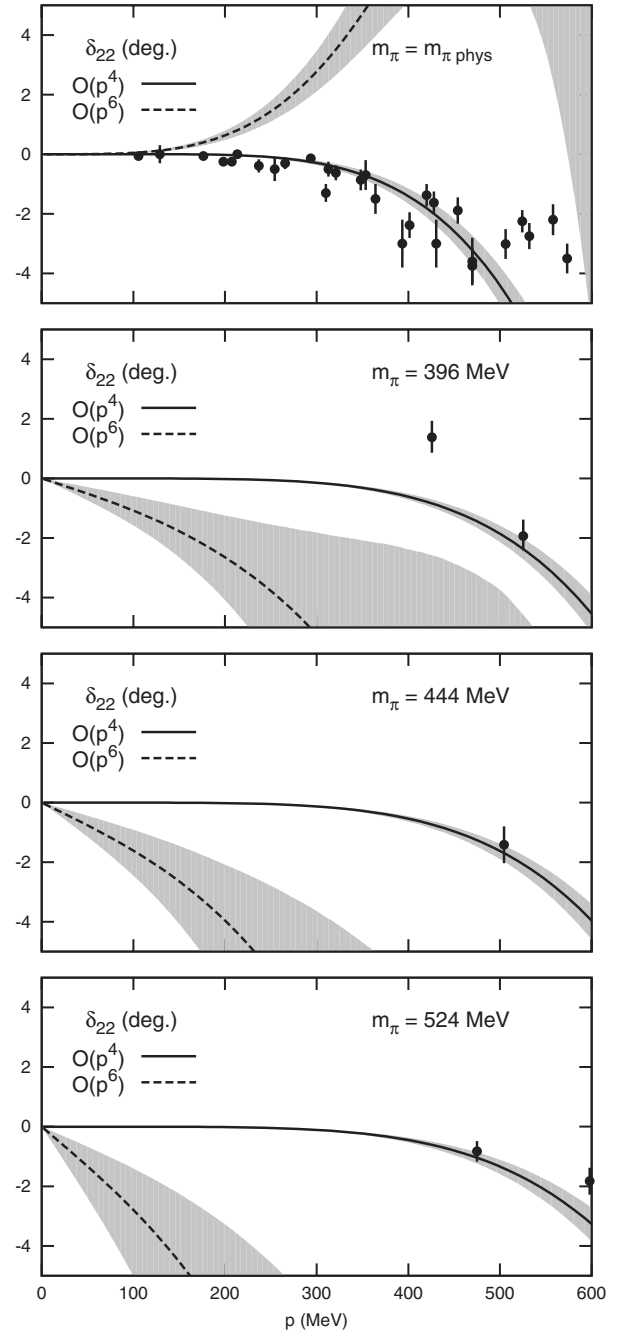 4
δ22 (deg.)
mπ = mπ phys
O(p4)
2
O(p6)
0
-2
-4
4
δ22 (deg.)
mπ = 396 MeV
O(p4)
2
O(p6)
0
-2
-4
4
δ22 (deg.)
mπ = 444 MeV
O(p4)
2
O(p6)
0
-2
-4
4
δ22 (deg.)
mπ = 524 MeV
O(p4)
2
O(p6)
0
-2
-4
0 100 200 300 400 500 600
p (MeV)